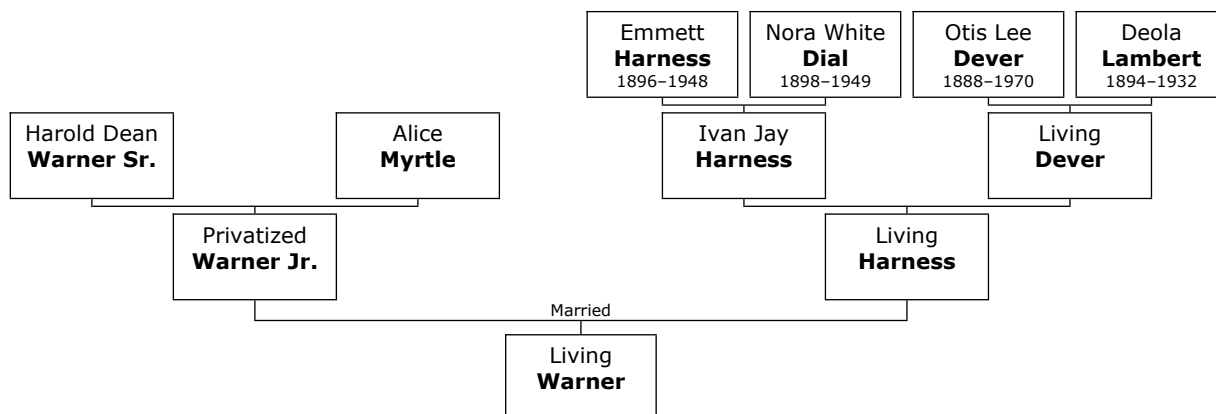 Emmett
Harness
1896–1948
Nora White
Dial
1898–1949
Otis Lee
Dever
1888–1970
Deola
Lambert
1894–1932
Harold Dean
Warner Sr.
Alice
Myrtle
Ivan Jay
Harness
Living
Dever
Privatized
Warner Jr.
Living
Harness
Married
Living
Warner